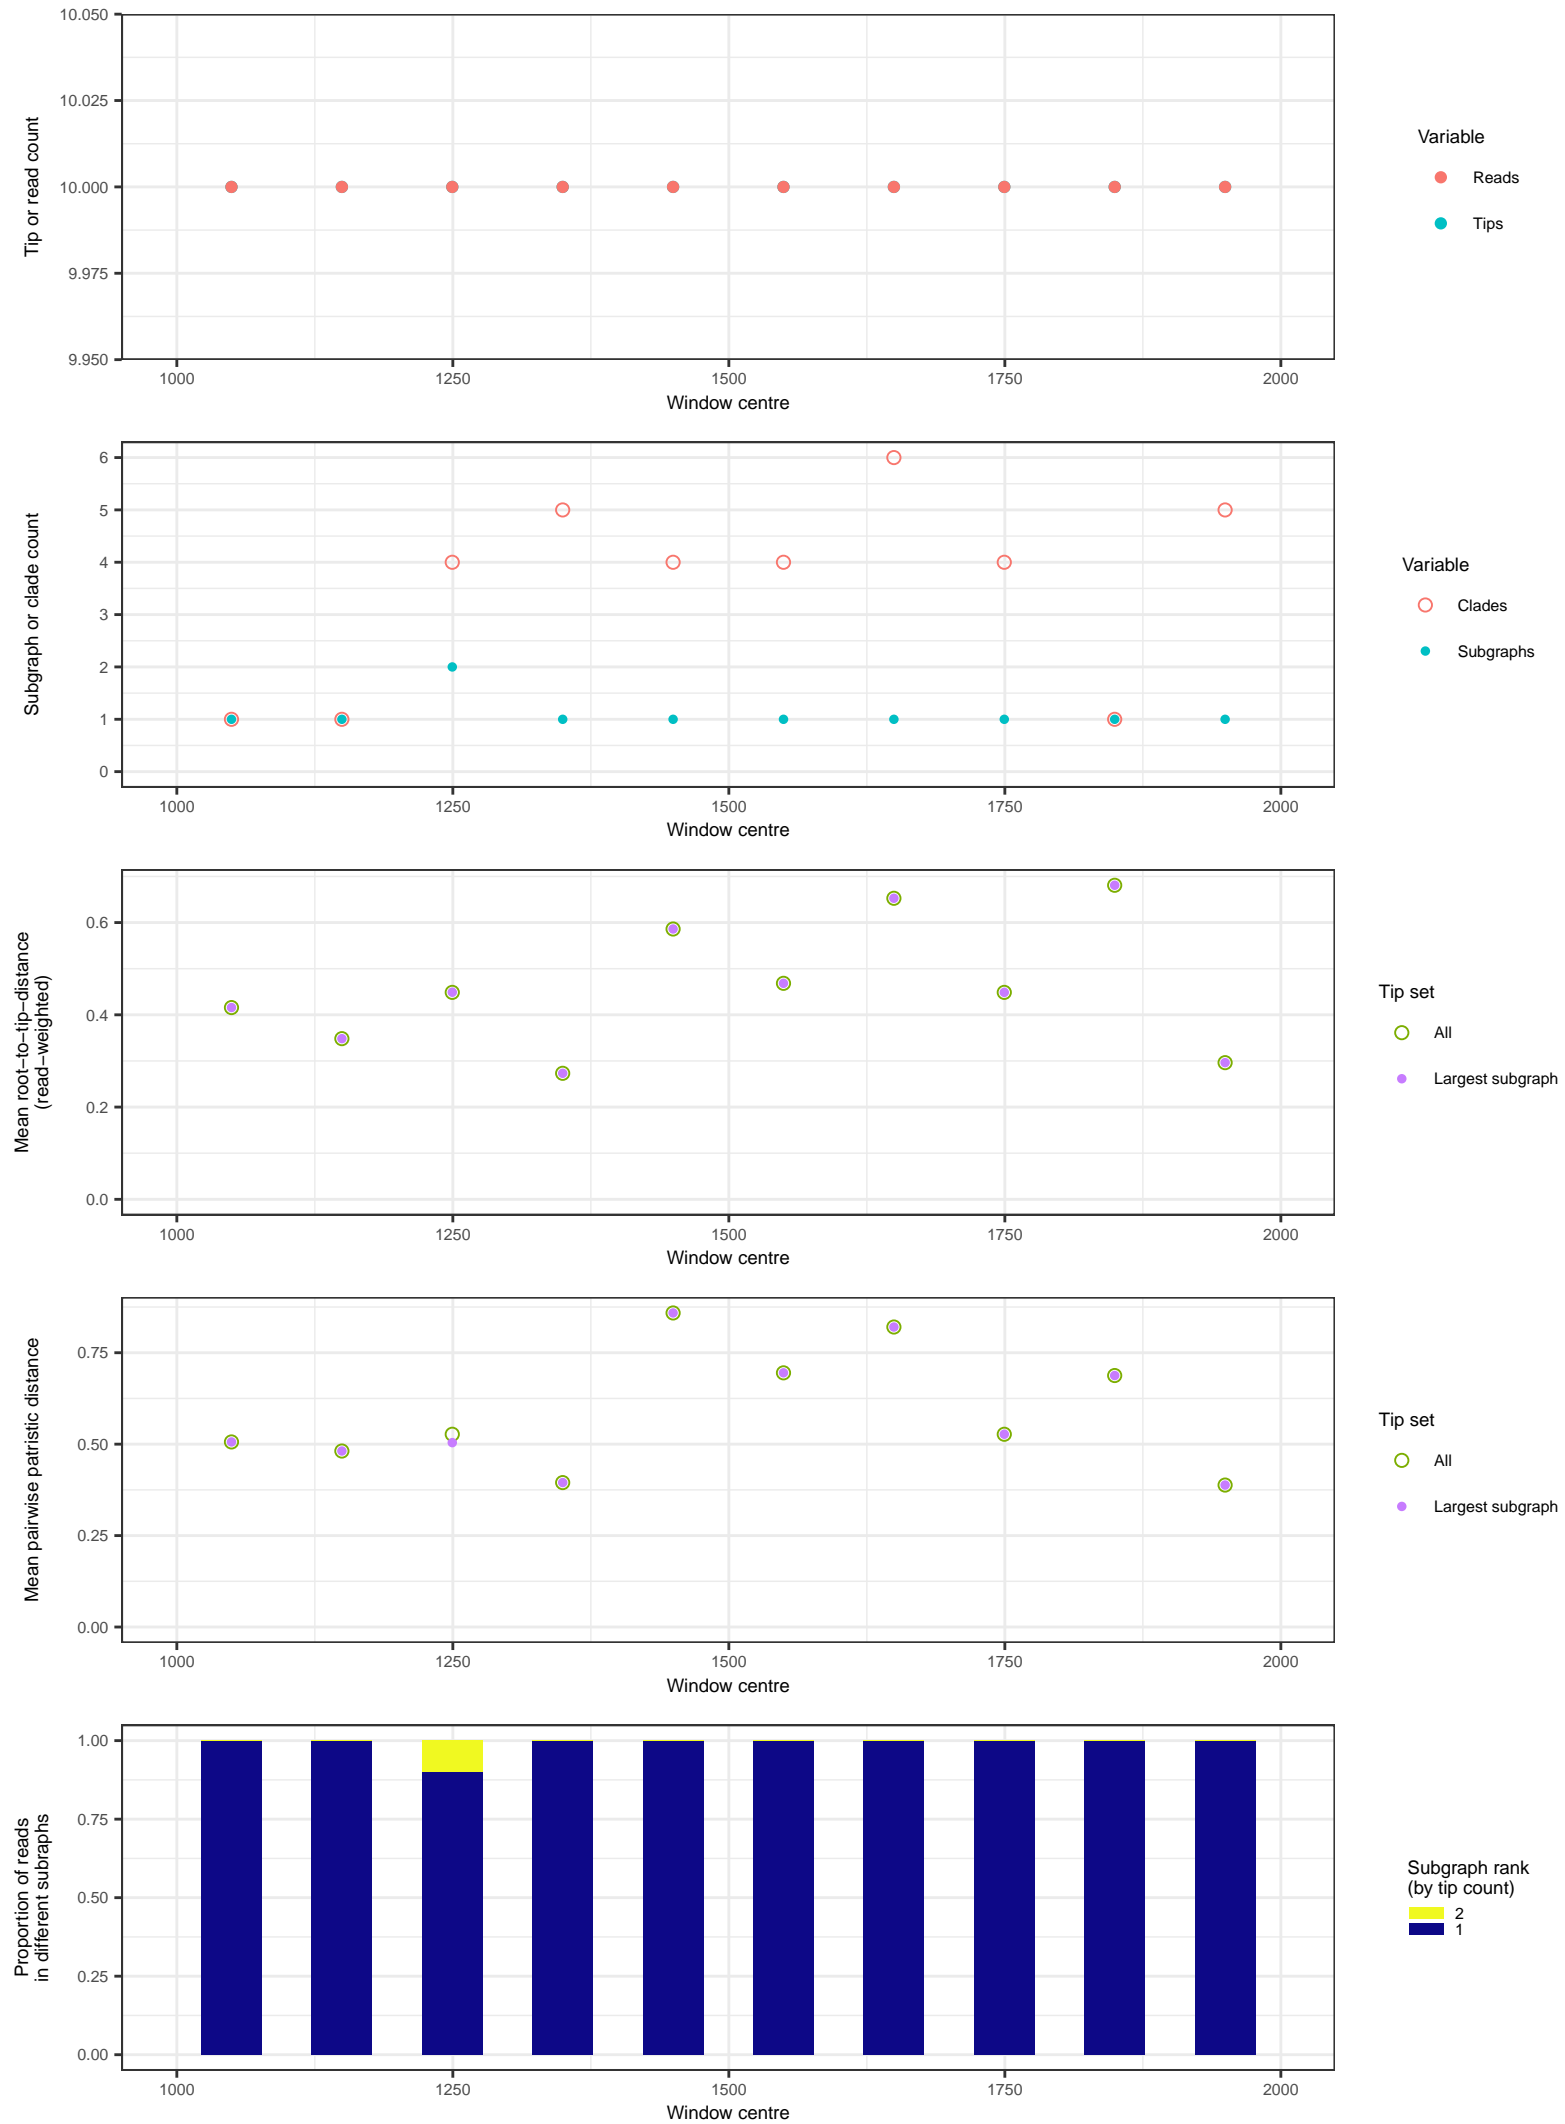 10.050
10.025
10.000
9.975
9.950
Tip or read count
1000 1250 1500 1750 2000
Window centre
Variable
Reads
Tips
6
5
4
3
2
1
0
Subgraph or clade count
1000 1250 1500 1750 2000
Window centre
Variable
Clades
Subgraphs
0.6
0.4
0.2
0.0
Mean root−to−tip−distance
(read−weighted)
1000 1250 1500 1750 2000
Window centre
Tip set
All
Largest subgraph
0.75
0.50
0.25
0.00
Mean pairwise patristic distance
1000 1250 1500 1750 2000
Window centre
Tip set
All
Largest subgraph
1.00
0.75
0.50
0.25
0.00
Proportion of reads
in different subraphs
1000 1250 1500 1750 2000
Window centre
Subgraph rank
(by tip count)
2
1